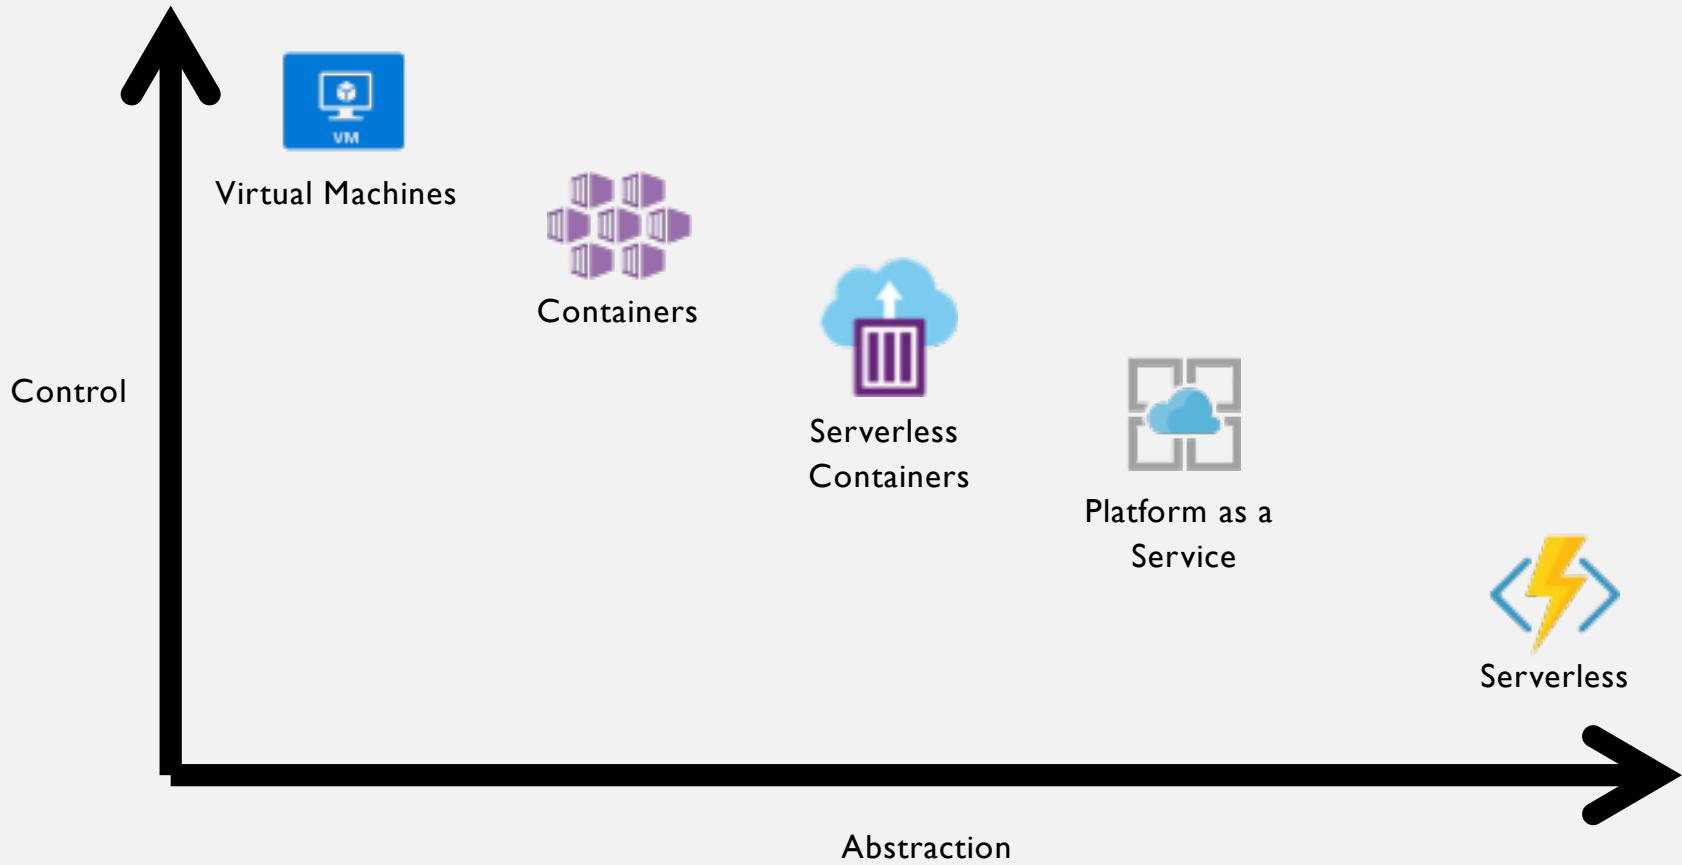 VM
Virtual Machines
Containers
Control
Serverless
Containers
Platform as a
Service
Serverless
Abstraction